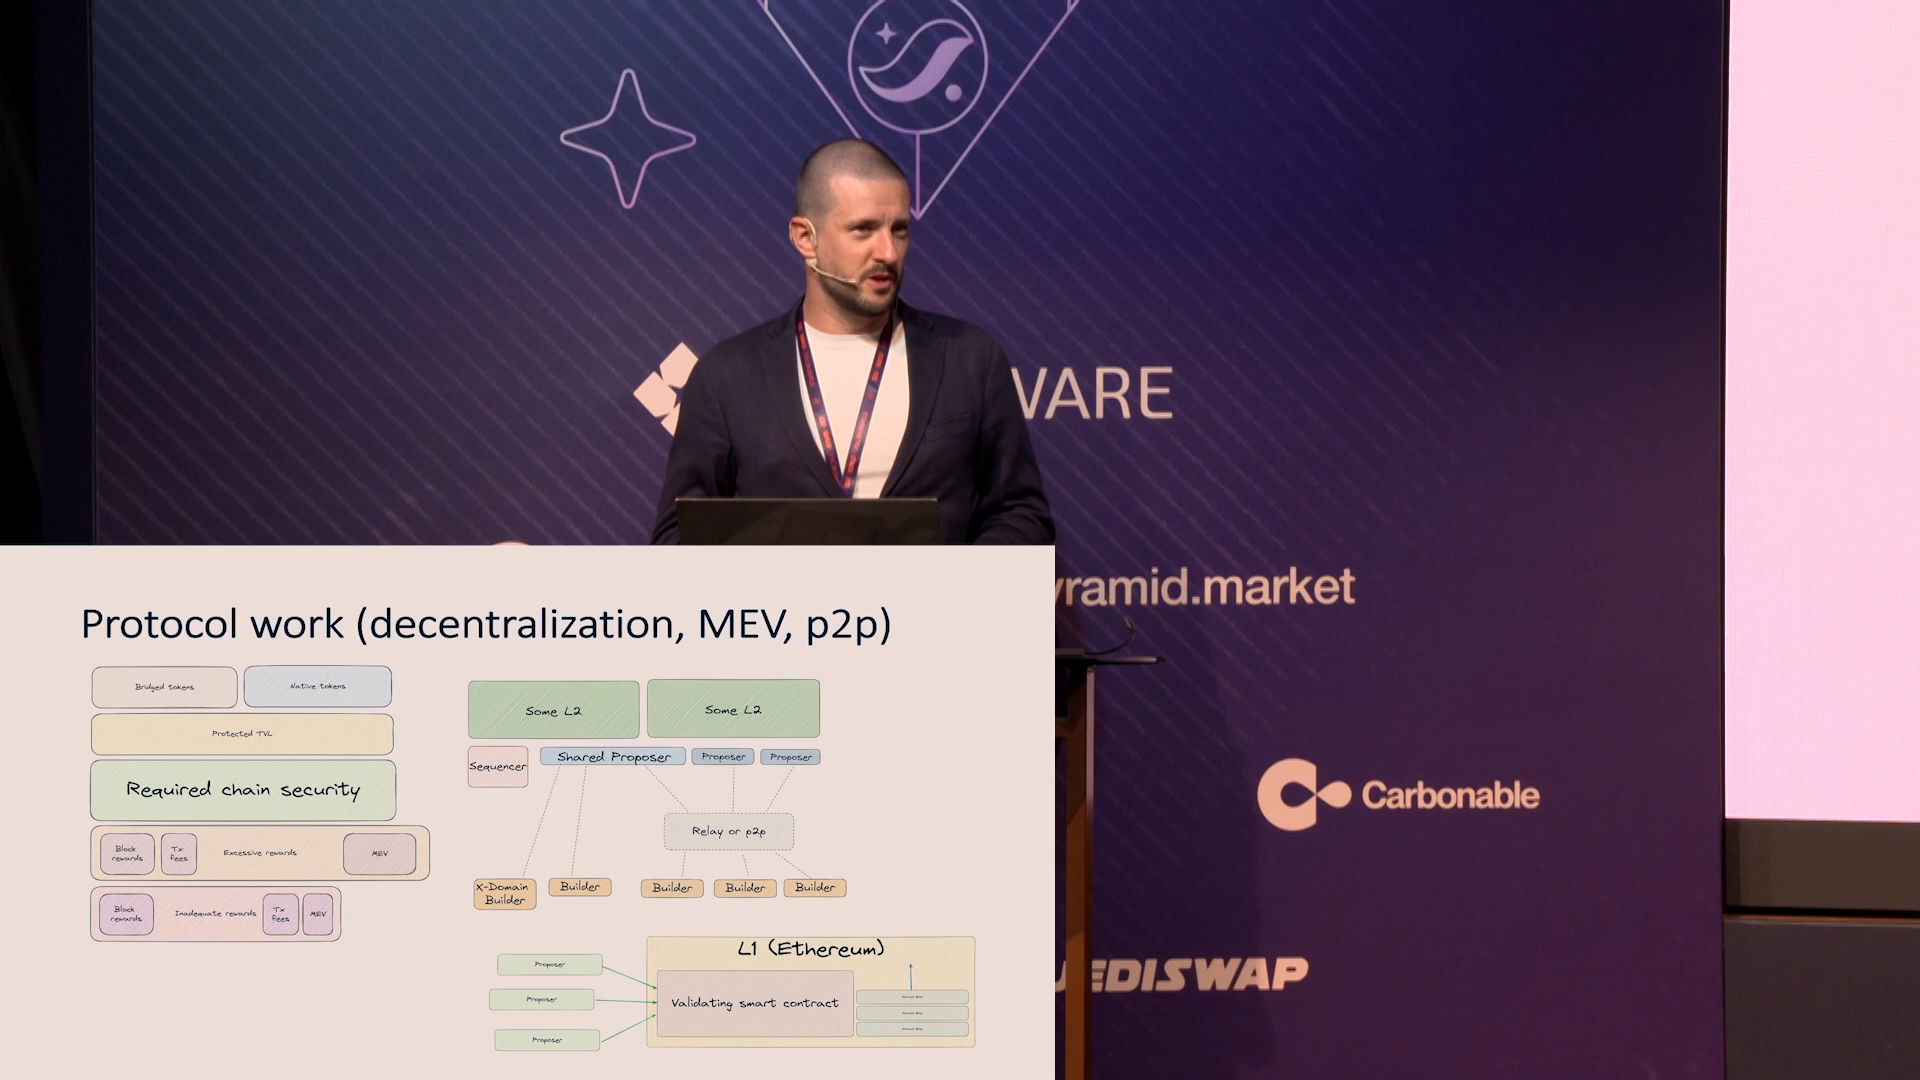 WARE
yramid.market
Carbonable
EDISWAP
Protocol work (decentralization, MEV, p2p)
Bridged tokens
Native tokens
Protected TVL
Required chain security
Block rewards
Tx fees
Excessive rewards
MEV
Block rewards
Inadequate rewards
Tx fees
MEV
Some L2
Some L2
Sequencer
Shared Proposer
Proposer
Proposer
Relay or p2p
X-Domain
Builder
Builder
Builder
Builder
Builder
L1 (Ethereum)
Proposer
Proposer
Proposer
Validating smart contract